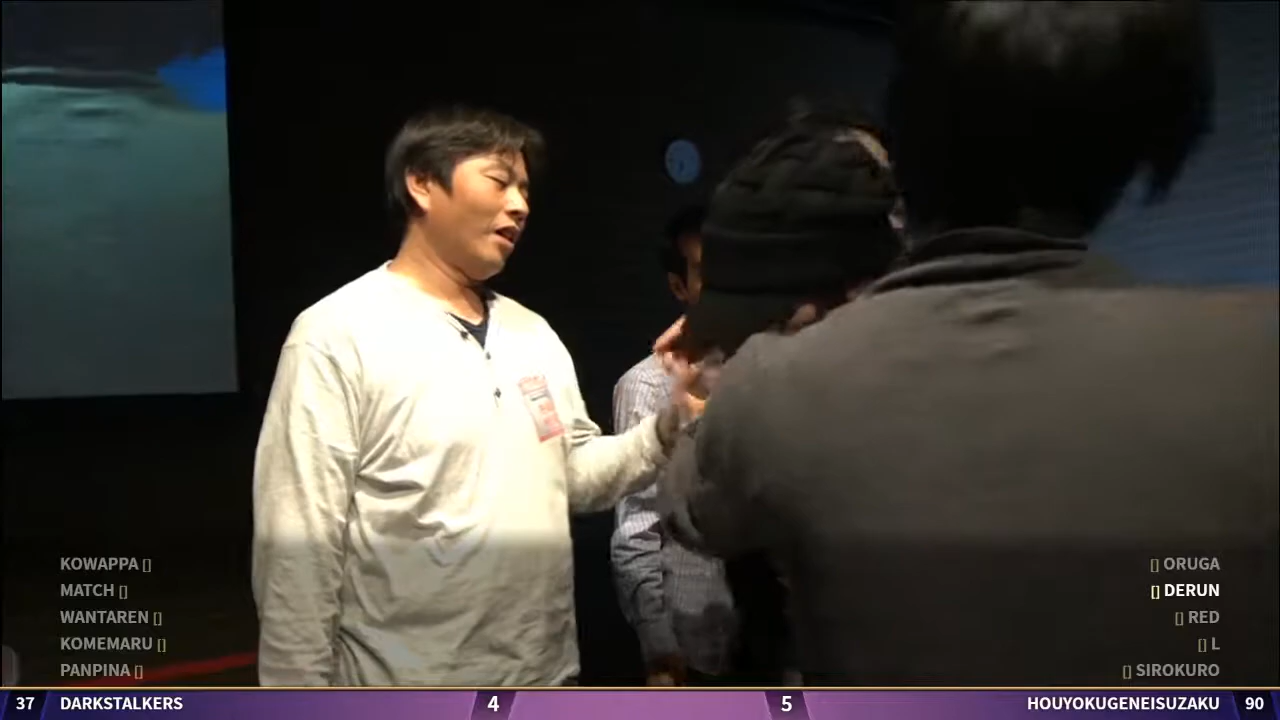 KOWAPPA []
MATCH []
WANTAREN []
KOMEMARU []
PANPINA []
[] ORUGA
[] DERUN
[] RED
[] L
[] SIROKURO
37 DARKSTALKERS 4 5 HOUYOKUGENEISUZAKU 90